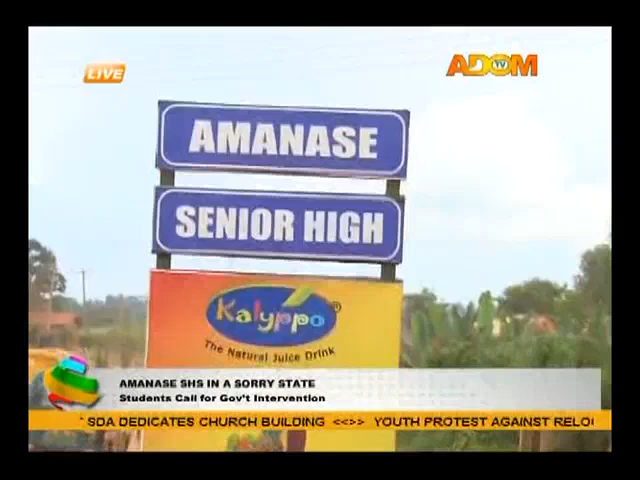 LIVE
ADOM TV
AMANASE
SENIOR HIGH
Kalyppo®
The Natural Juice Drink
AMANASE SHS IN A SORRY STATE
Students Call for Gov't Intervention
SDA DEDICATES CHURCH BUILDING <<>> YOUTH PROTEST AGAINST